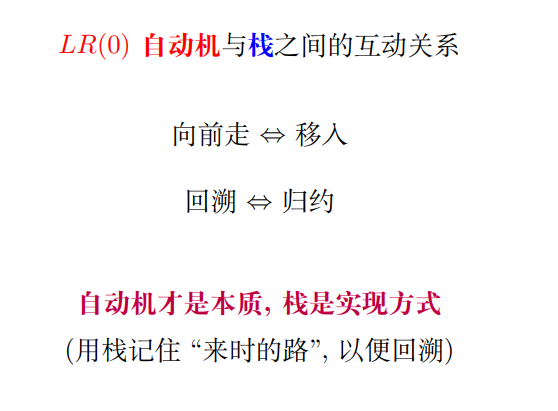 LR(0) 自动机与栈之间的互动关系
向前走 ⇔ 移入
回溯 ⇔ 归约
自动机才是本质, 栈是实现方式
(用栈记住 “来时的路”, 以便回溯)